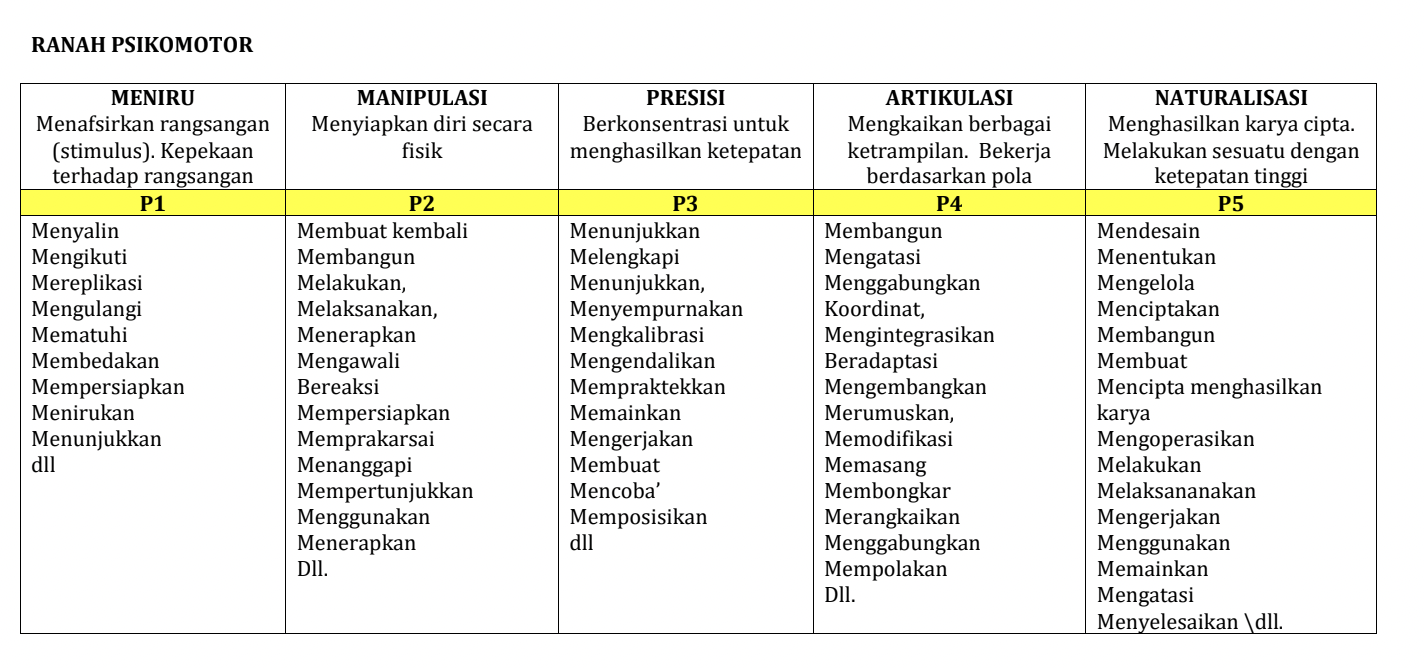 RANAH PSIKOMOTOR
MENIRU
Menafsirkan rangsangan
(stimulus). Kepekaan
terhadap rangsangan
MANIPULASI
Menyiapkan diri secara
fisik
PRESISI
Berkonsentrasi untuk
menghasilkan ketepatan
ARTIKULASI
Mengkaikan berbagai
ketrampilan. Bekerja
berdasarkan pola
NATURALISASI
Menghasilkan karya cipta.
Melakukan sesuatu dengan
ketepatan tinggi
P1
P2
P3
P4
P5
Menyalin
Mengikuti
Mereplikasi
Mengulangi
Mematuhi
Membedakan
Mempersiapkan
Menirukan
Menunjukkan
dll
Membuat kembali
Membangun
Melakukan,
Melaksanakan,
Menerapkan
Mengawali
Bereaksi
Mempersiapkan
Memprakarsai
Menanggapi
Mempertunjukkan
Menggunakan
Menerapkan
Dll.
Menunjukkan
Melengkapi
Menunjukkan,
Menyempurnakan
Mengkalibrasi
Mengendalikan
Mempraktekkan
Memainkan
Mengerjakan
Membuat
Mencoba’
Memposisikan
dll
Membangun
Mengatasi
Menggabungkan
Koordinat,
Mengintegrasikan
Beradaptasi
Mengembangkan
Merumuskan,
Memodifikasi
Memasang
Membongkar
Merangkaikan
Menggabungkan
Mempolakan
Dll.
Mendesain
Menentukan
Mengelola
Menciptakan
Membangun
Membuat
Mencipta menghasilkan
karya
Mengoperasikan
Melakukan
Melaksananakan
Mengerjakan
Menggunakan
Memainkan
Mengatasi
Menyelesaikan \dll.